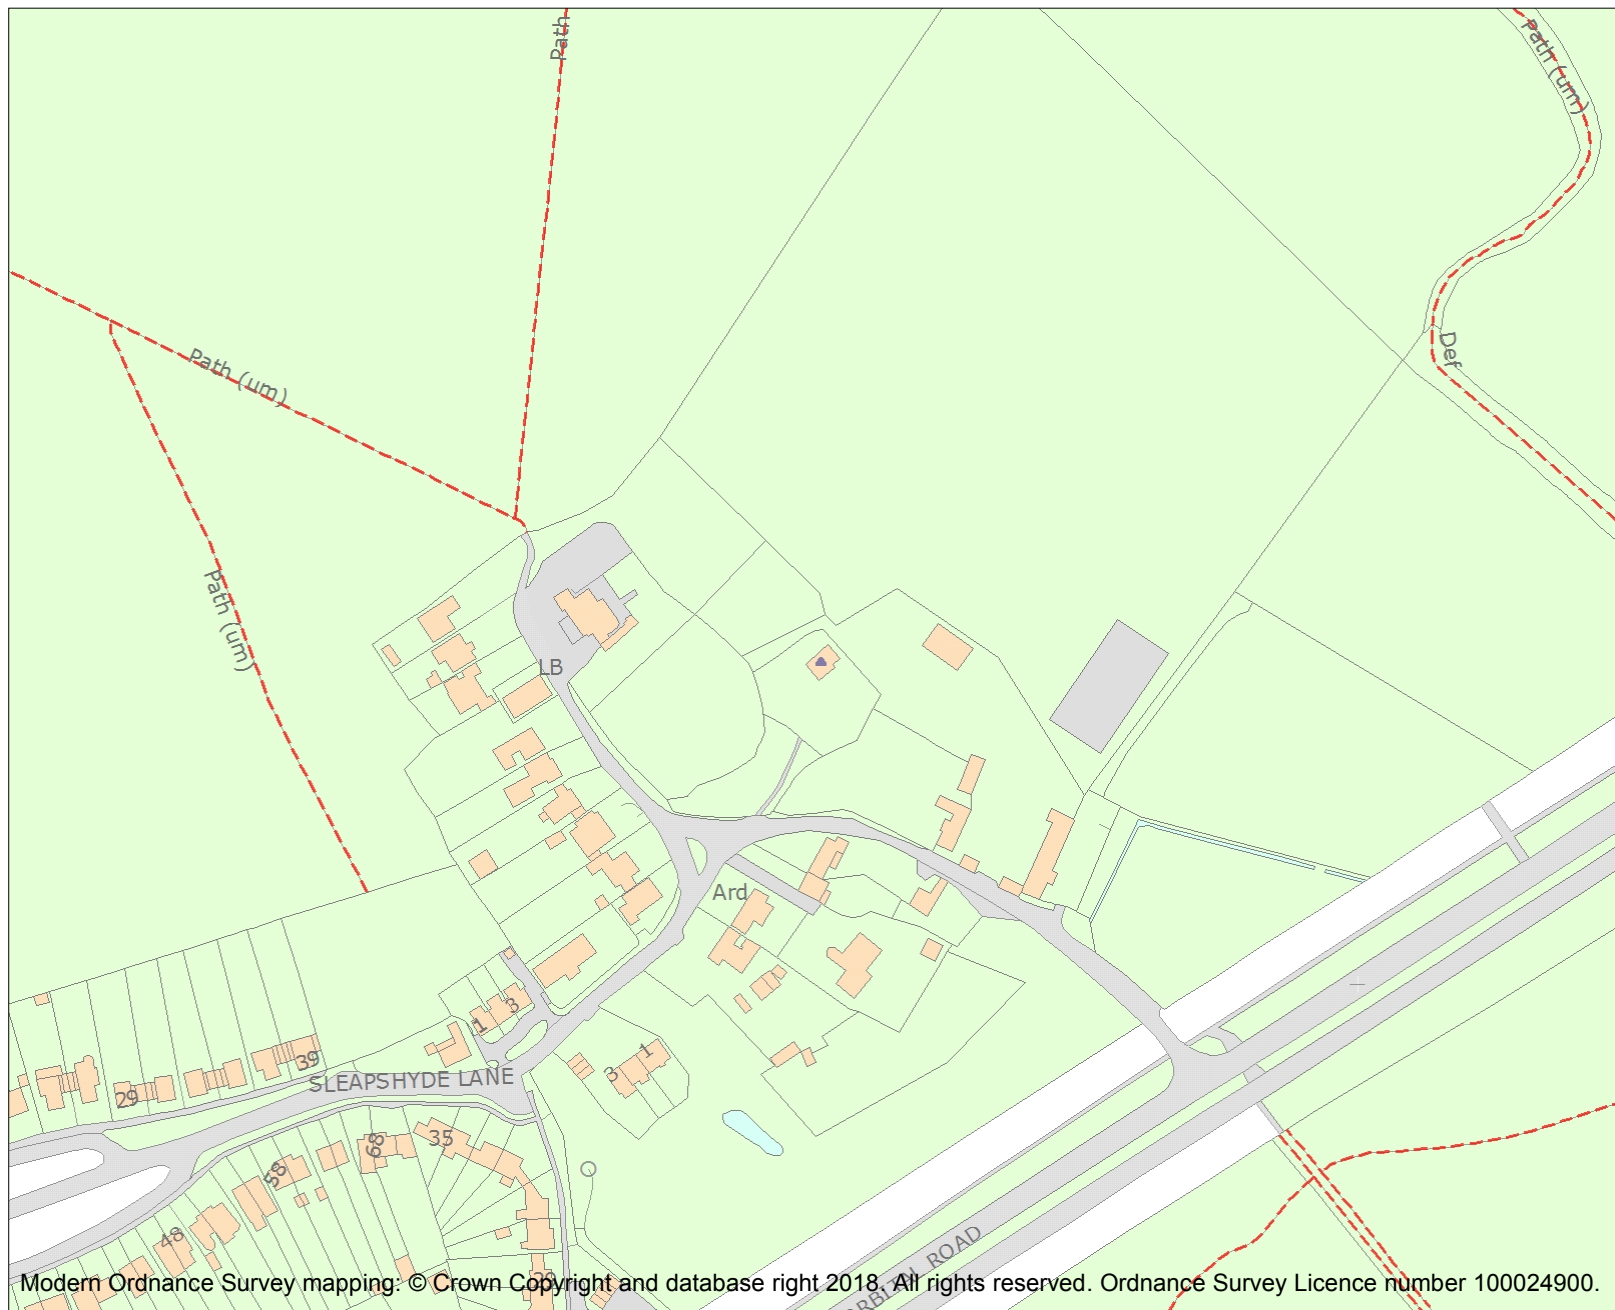 Path
Path (um)
Path (um)
Def
Path (um)
LB
Ard
3
1
39
SLEAPSHYDE LANE
1
3
29
35
68
58
48
ROAD
Modern Ordnance Survey mapping: © Crown Copyright and database right 2018. All rights reserved. Ordnance Survey Licence number 100024900.